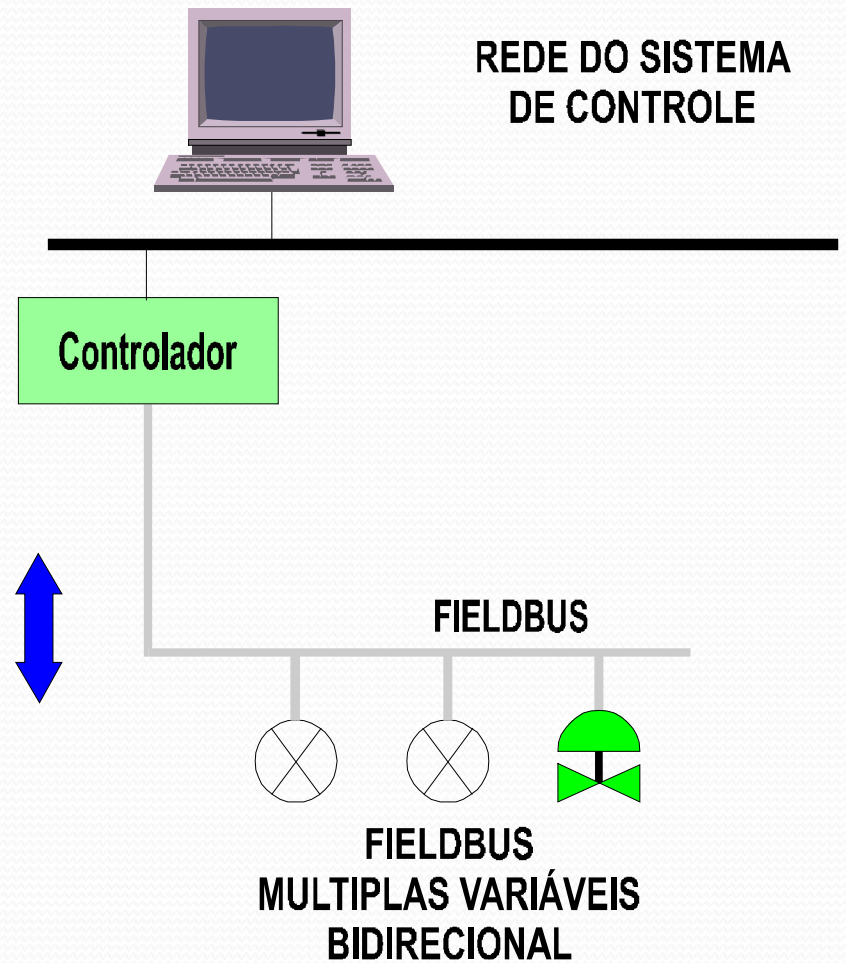 REDE DO SISTEMA
DE CONTROLE
Controlador
FIELDBUS
FIELDBUS
MULTIPLAS VARIÁVEIS
BIDIRECIONAL